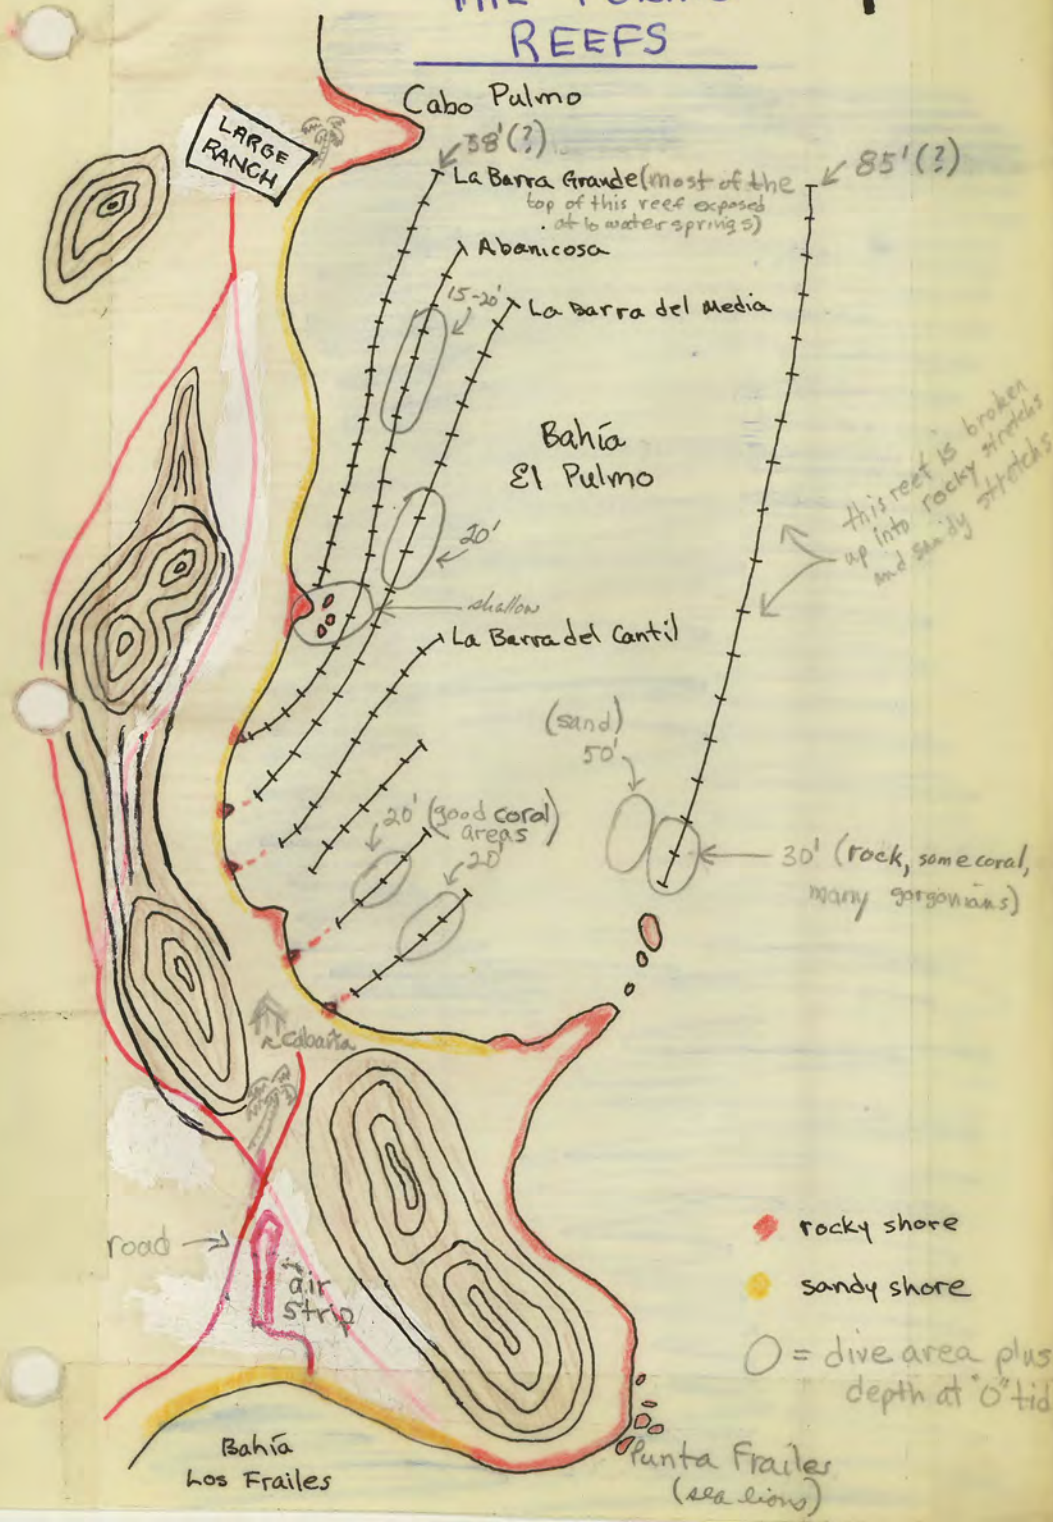 REEFS
Cabo Pulmo
LARGE
RANCH
38'(?)
85'(?)
La Barra Grande (most of the
top of this reef exposed
at lo water springs)
Abanicosa
15-20'
La Barra del Media
Bahía
El Pulmo
this reef is broken
up into rocky stretchs
and sandy stretchs
20'
shallow
La Barra del Cantil
(sand)
50'
20' (good coral)
areas
20'
30' (rock, some coral,
many gorgonians)
Cabaña
road
air
strip
rocky shore
sandy shore
O = dive area plus
depth at "O" tid
Bahía
Los Frailes
Punta Frailes
(sea lions)